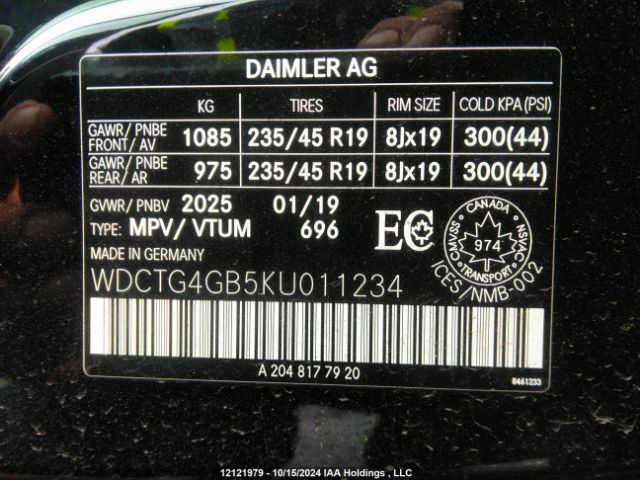 DAIMLER AG
KG TIRES RIM SIZE COLD KPA (PSI)
GAWR/ PNBE FRONT/ AV 1085 235/45 R19 8Jx19 300(44)
GAWR/ PNBE REAR/ AR 975 235/45 R19 8Jx19 300(44)
GVWR/ PNBV 2025 01/19
TYPE: MPV/ VTUM 696
EC
CANADA
974
TRANSPORT
CMVSS/NSVAC
ICES/NMB-002
MADE IN GERMANY
WDCTG4GB5KU011234
A 204 817 79 20
8461233
12121979 - 10/15/2024 IAA Holdings , LLC